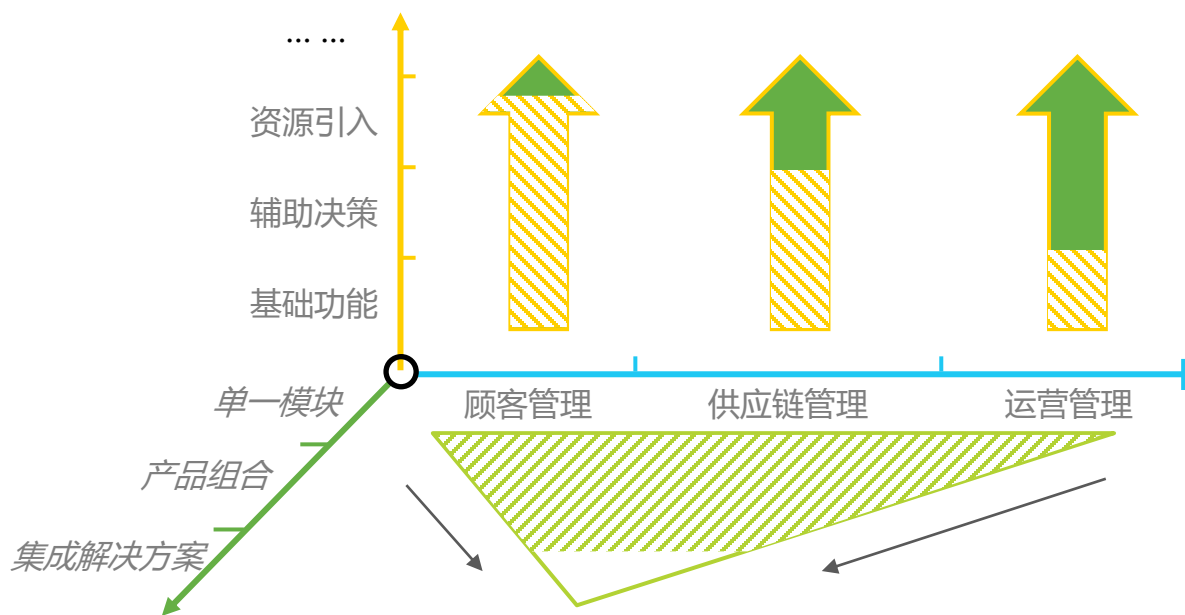 ... ...
资源引入
辅助决策
基础功能
单一模块
产品组合
集成解决方案
顾客管理
供应链管理
运营管理